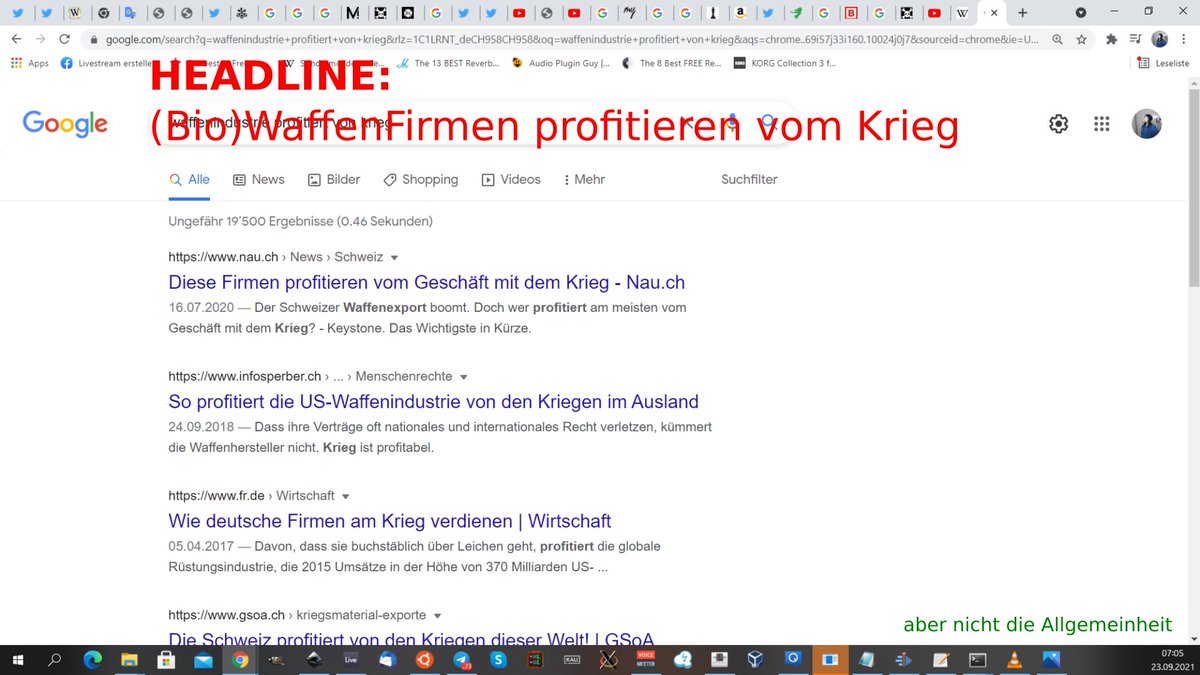 google.com/search?q=waffenindustrie+profitiert+von+krieg&rlz=1C1LRNT_deCH958CH958&oq=waffenindustrie+profitiert+von+krieg&aqs=chrome..69i57j33i160.10024j0j7&sourceid=chrome&ie=U...
Apps
Livestream erstelle
The 13 BEST Reverb...
Audio Plugin Guy |...
The 8 Best FREE Re...
KORG Collection 3 f...
Leseliste
HEADLINE:
(Bio)WaffenFirmen profitieren vom Krieg
Google
waffenindustrie profitiert von krieg
Alle
News
Bilder
Shopping
Videos
Mehr
Suchfilter
Ungefähr 19’500 Ergebnisse (0.46 Sekunden)
https://www.nau.ch › News › Schweiz
Diese Firmen profitieren vom Geschäft mit dem Krieg - Nau.ch
16.07.2020 — Der Schweizer Waffenexport boomt. Doch wer profitiert am meisten vom
Geschäft mit dem Krieg? - Keystone. Das Wichtigste in Kürze.
https://www.infosperber.ch › ... › Menschenrechte
So profitiert die US-Waffenindustrie von den Kriegen im Ausland
24.09.2018 — Dass ihre Verträge oft nationales und internationales Recht verletzen, kümmert
die Waffenhersteller nicht. Krieg ist profitabel.
https://www.fr.de › Wirtschaft
Wie deutsche Firmen am Krieg verdienen | Wirtschaft
05.04.2017 — Davon, dass sie buchstäblich über Leichen geht, profitiert die globale
Rüstungsindustrie, die 2015 Umsätze in der Höhe von 370 Milliarden US- ...
https://www.gsoa.ch › kriegsmaterial-exporte
Die Schweiz profitiert von den Kriegen dieser Welt! | GSoA
aber nicht die Allgemeinheit
Live
73
KALI
VOICE
MEETER
07:05
23.09.2021